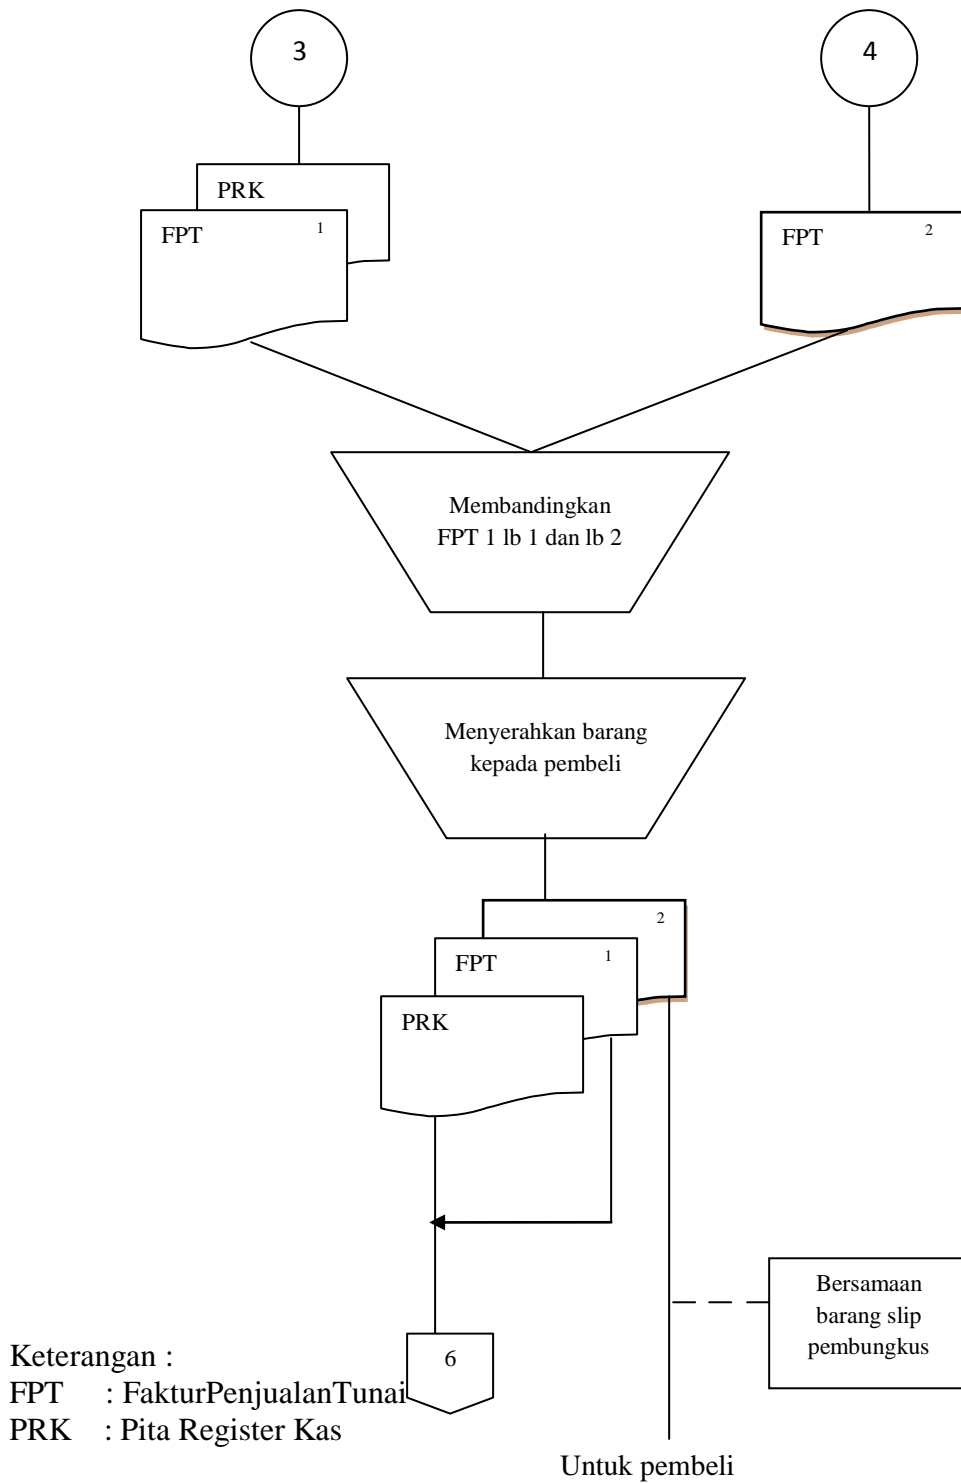 3
4
PRK
FPT 1
FPT 2
Membandingkan
FPT 1 lb 1 dan lb 2
Menyerahkan barang
kepada pembeli
2
FPT 1
PRK
Bersamaan
barang slip
pembungkus
6
Keterangan :
FPT : FakturPenjualanTunai
PRK : Pita Register Kas
Untuk pembeli